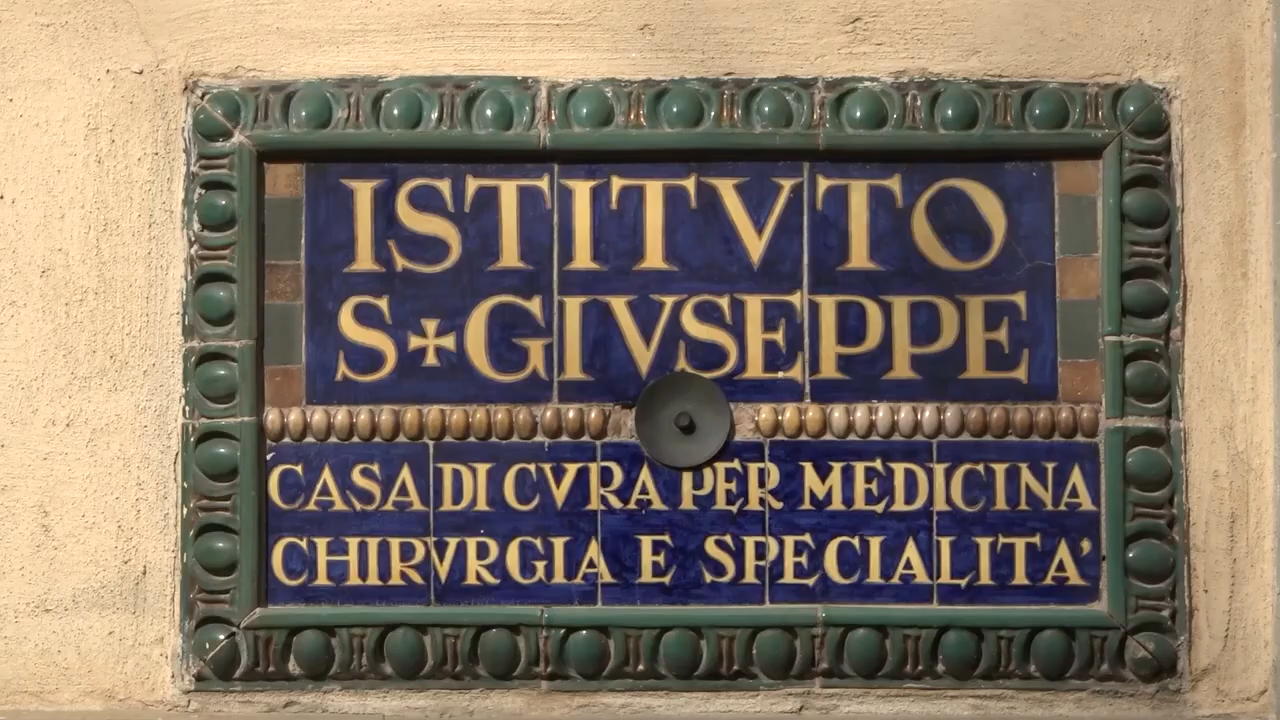 ISTITVTO
S+GIVSEPPE
CASA DI CVRA PER MEDICINA
CHIRVRGIA E SPECIALITA'